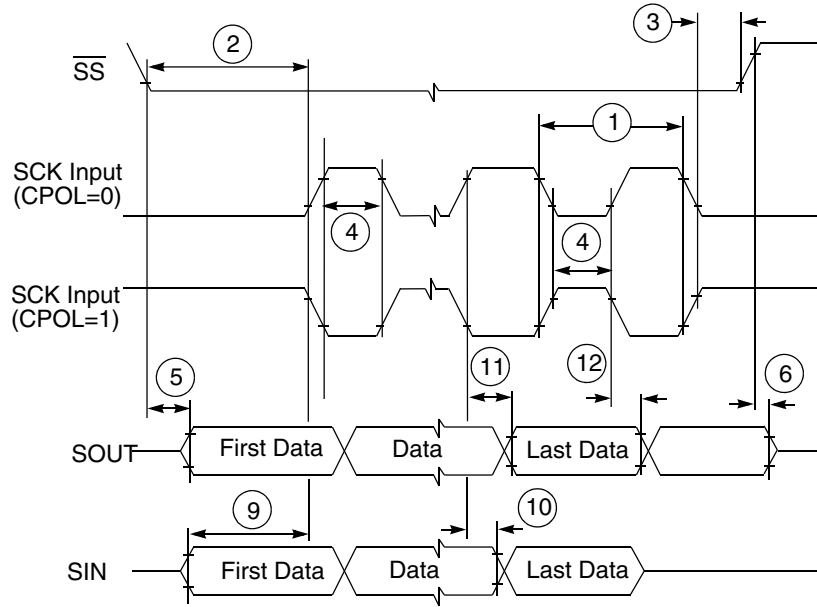 3
2
SS
1
SCK Input
(CPOL=0)
4
4
SCK Input
(CPOL=1)
11
12
5
6
SOUT
First Data
Data
Last Data
9
10
SIN
First Data
Data
Last Data